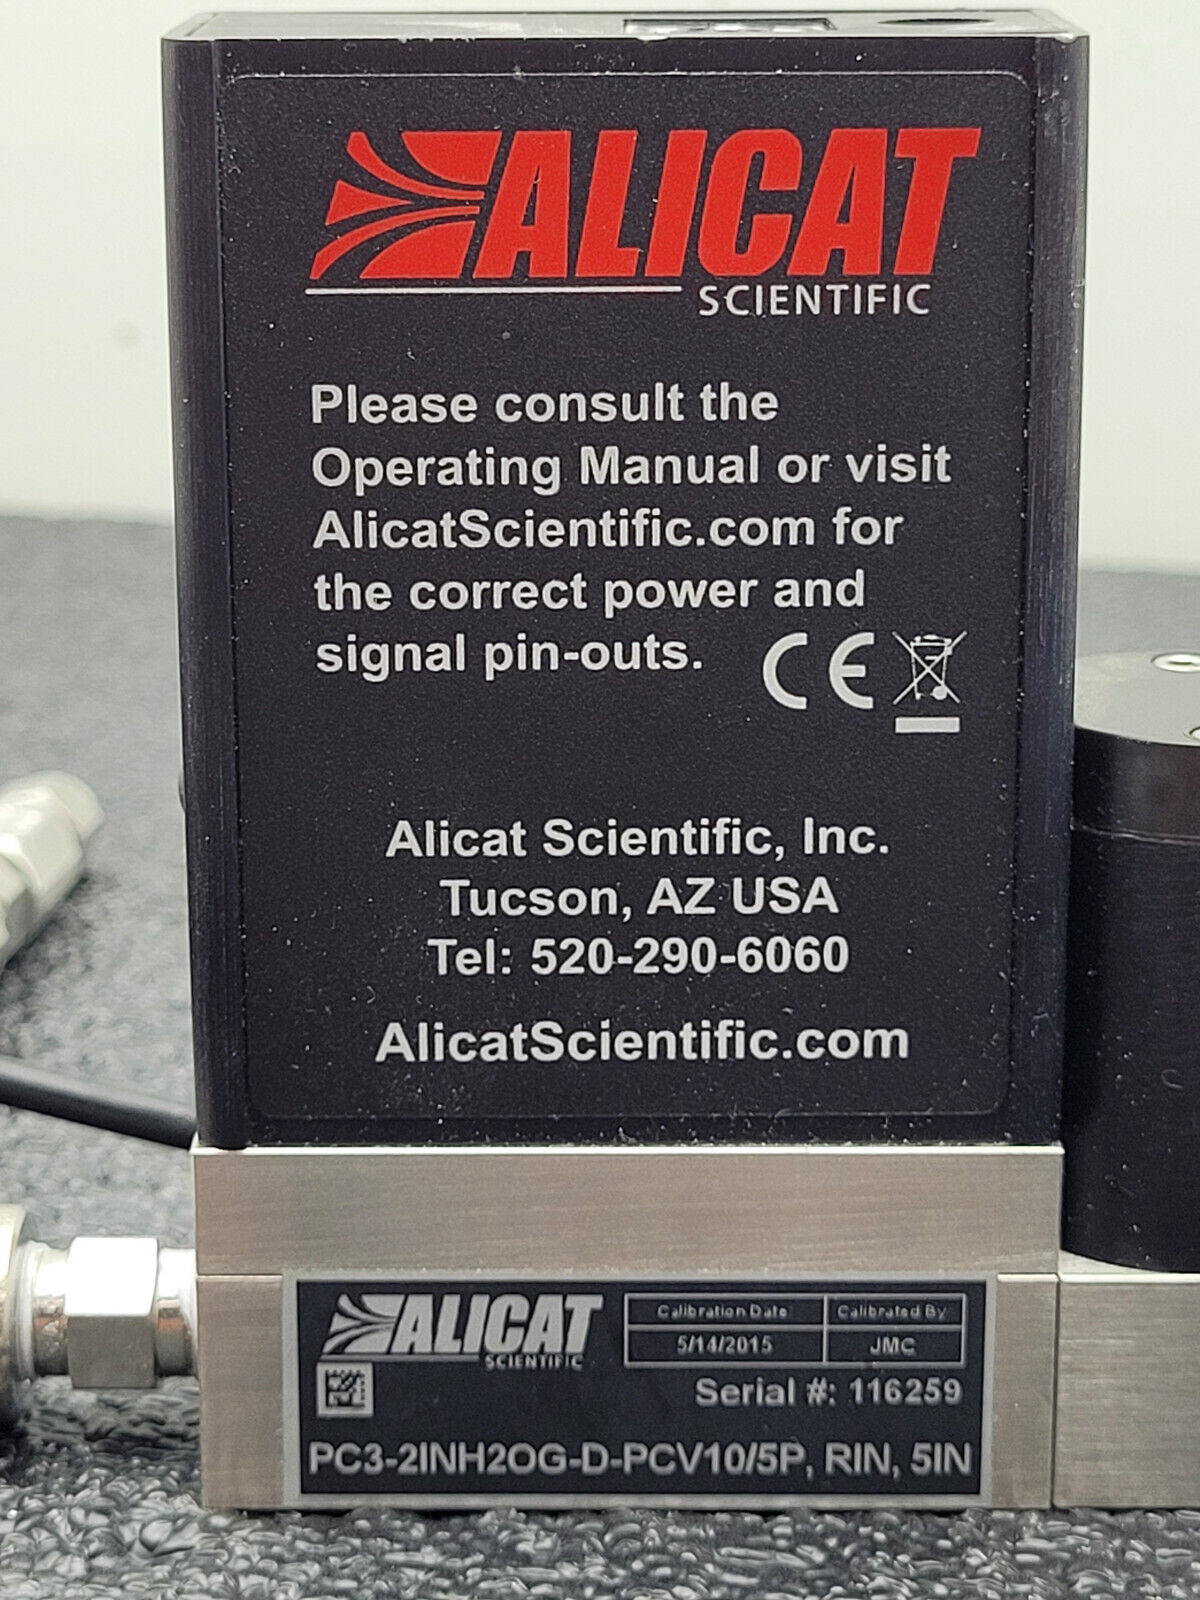 ALICAT
SCIENTIFIC
Please consult the
Operating Manual or visit
AlicatScientific.com for
the correct power and
signal pin-outs.
CE
Alicat Scientific, Inc.
Tucson, AZ USA
Tel: 520-290-6060
AlicatScientific.com
ALICAT
SCIENTIFIC
Calibration Date Calibrated By
5/14/2015 JMC
Serial #: 116259
PC3-2INH2OG-D-PCV10/5P, RIN, 5IN